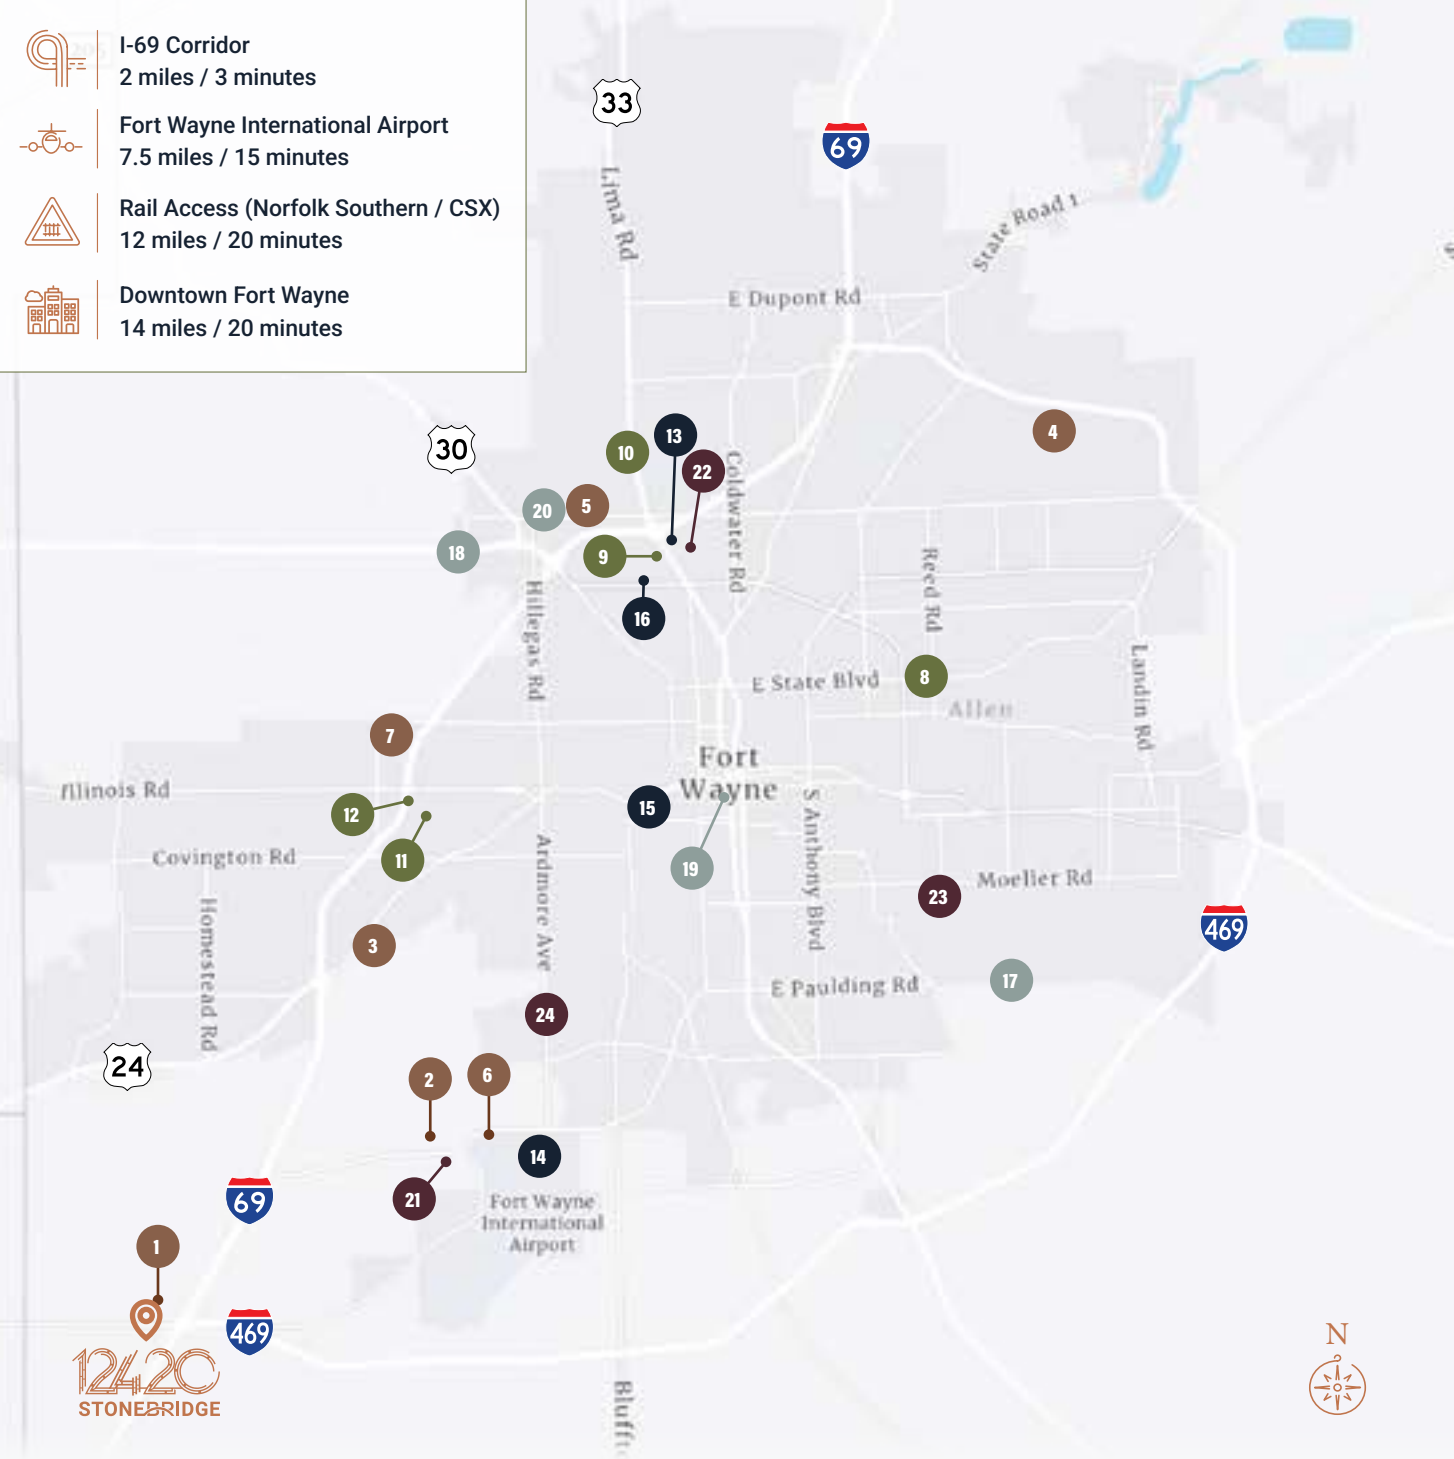 I-69 Corridor
2 miles / 3 minutes
Fort Wayne International Airport
7.5 miles / 15 minutes
Rail Access (Norfolk Southern / CSX)
12 miles / 20 minutes
Downtown Fort Wayne
14 miles / 20 minutes
33
69
Lima Rd
State Road 1
E Dupont Rd
30
10
13
22
4
Coldwater Rd
20
5
18
9
16
Hillegas Rd
Reed Rd
E State Blvd
8
Allen
Landin Rd
7
Fort
Wayne
Illinois Rd
12
11
15
19
S Anthony Blvd
Covington Rd
Ardmore Ave
Homestead Rd
3
23
Moeller Rd
469
17
E Paulding Rd
24
24
2
6
14
21
Fort Wayne
International
Airport
69
1
469
12420
STONEBRIDGE
N